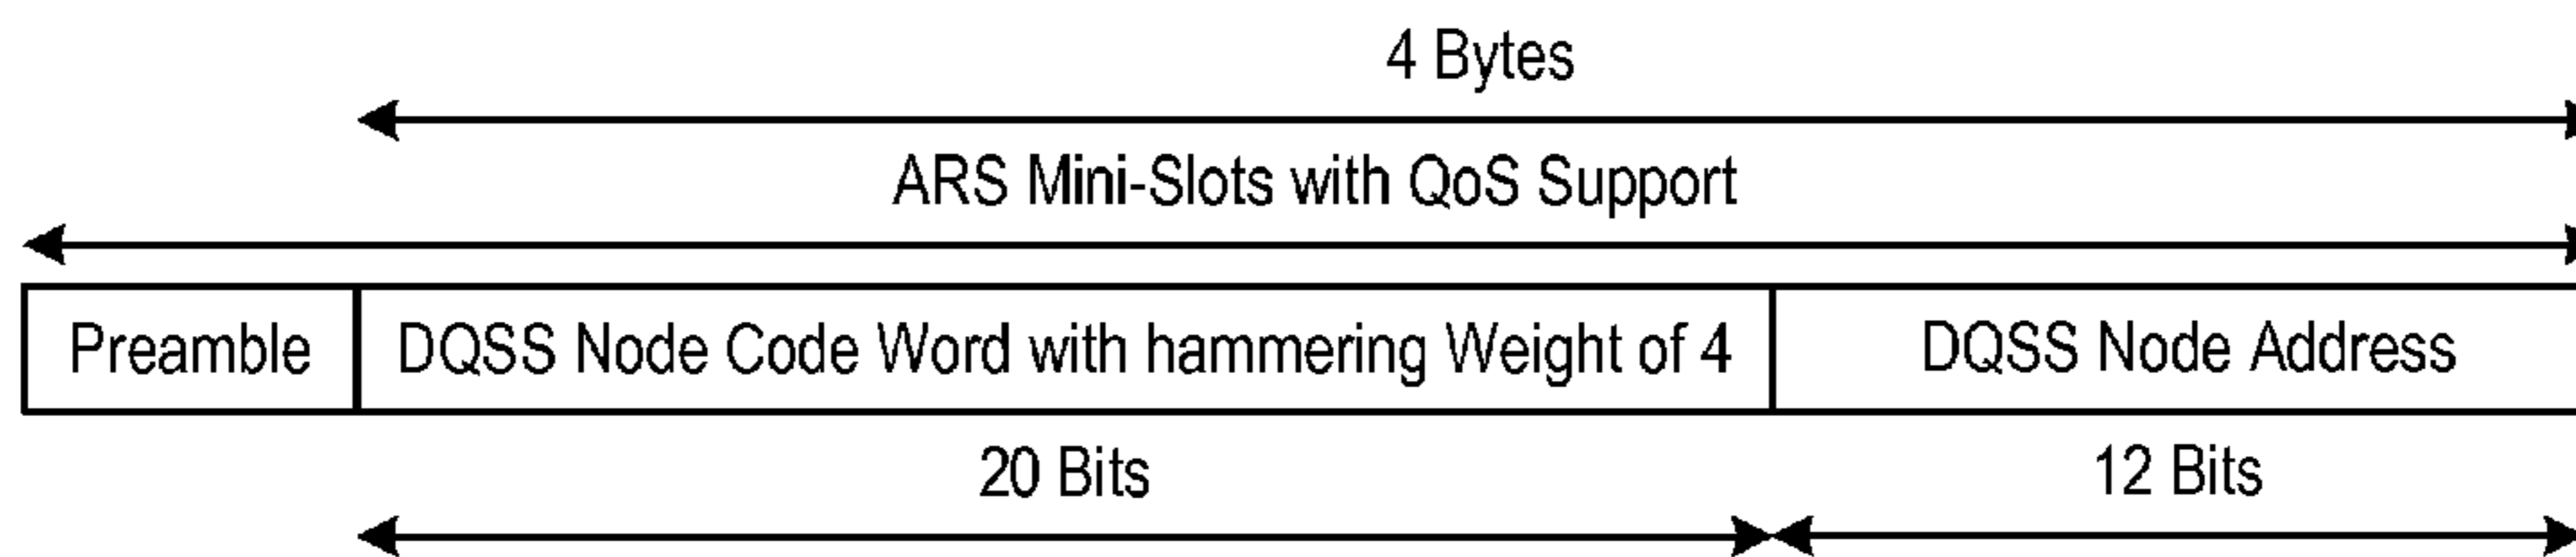 4 Bytes
ARS Mini-Slots with QoS Support
Preamble
DQSS Node Code Word with hammering Weight of 4
DQSS Node Address
20 Bits
12 Bits